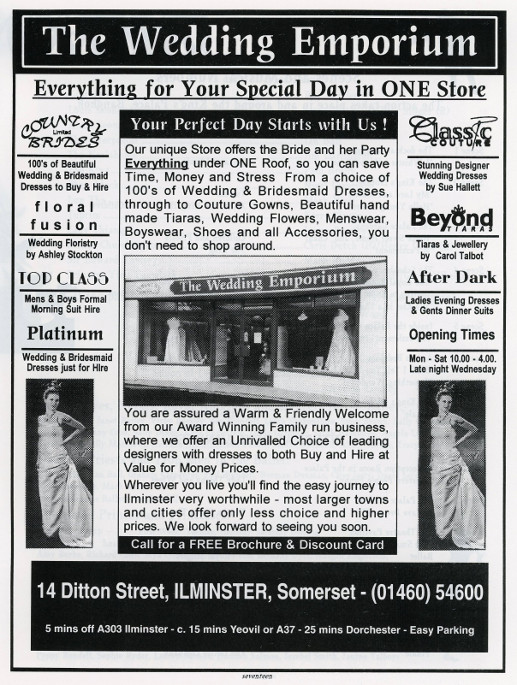 The Wedding Emporium
Everything for Your Special Day in ONE Store
COUNTRY
Limited
BRIDES
100's of Beautiful
Wedding & Bridesmaid
Dresses to Buy & Hire
floral
fusion
Wedding Floristry
by Ashley Stockton
TOP CLASS
Mens & Boys Formal
Morning Suit Hire
Platinum
Wedding & Bridesmaid
Dresses just for Hire
Your Perfect Day Starts with Us !
Our unique Store offers the Bride and her Party
Everything under ONE Roof, so you can save
Time, Money and Stress From a choice of
100's of Wedding & Bridesmaid Dresses,
through to Couture Gowns, Beautiful hand
made Tiaras, Wedding Flowers, Menswear,
Boyswear, Shoes and all Accessories, you
don't need to shop around.
The Wedding Emporium
You are assured a Warm & Friendly Welcome
from our Award Winning Family run business,
where we offer an Unrivalled Choice of leading
designers with dresses to both Buy and Hire at
Value for Money Prices.
Wherever you live you'll find the easy journey to
Ilminster very worthwhile - most larger towns
and cities offer only less choice and higher
prices. We look forward to seeing you soon.
Call for a FREE Brochure & Discount Card
Classic
COUTURE
Stunning Designer
Wedding Dresses
by Sue Hallett
Beyond
TIARAS
Tiaras & Jewellery
by Carol Talbot
After Dark
Ladies Evening Dresses
& Gents Dinner Suits
Opening Times
Mon - Sat 10.00 - 4.00.
Late night Wednesday
14 Ditton Street, ILMINSTER, Somerset - (01460) 54600
5 mins off A303 Ilminster - c. 15 mins Yeovil or A37 - 25 mins Dorchester - Easy Parking
seventeen